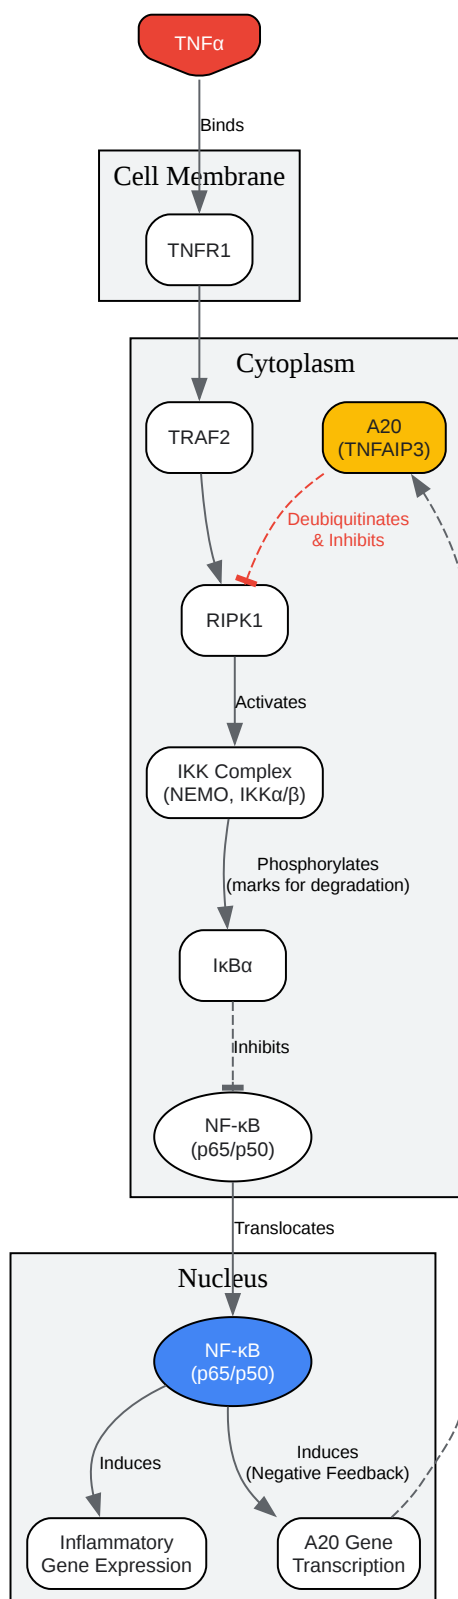 TNFα
Binds
Cell Membrane
TNFR1
Cytoplasm
TRAF2
A20
(TNFAIP3)
Deubiquitinates
& Inhibits
RIPK1
Activates
IKK Complex
(NEMO, IKKα/β)
Phosphorylates
(marks for degradation)
IκBα
Inhibits
NF-κB
(p65/p50)
Translocates
Nucleus
NF-κB
(p65/p50)
Induces
Induces
(Negative Feedback)
Inflammatory
Gene Expression
A20 Gene
Transcription